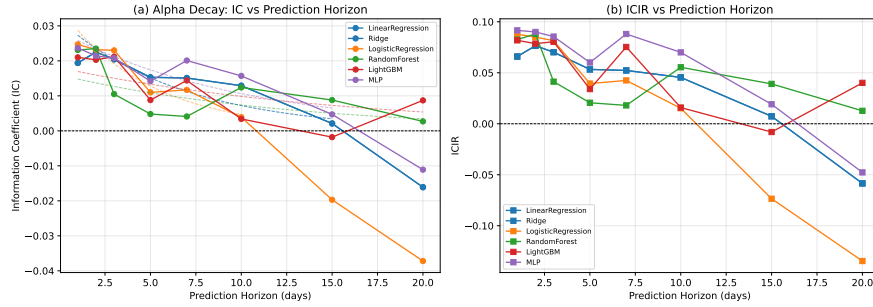 (a) Alpha Decay: IC vs Prediction Horizon
Information Coefficient (IC)
0.03
0.02
0.01
0.00
−0.01
−0.02
−0.03
−0.04
LinearRegression
Ridge
LogisticRegression
RandomForest
LightGBM
MLP
2.5 5.0 7.5 10.0 12.5 15.0 17.5 20.0
Prediction Horizon (days)
(b) ICIR vs Prediction Horizon
ICIR
0.10
0.05
0.00
−0.05
−0.10
LinearRegression
Ridge
LogisticRegression
RandomForest
LightGBM
MLP
2.5 5.0 7.5 10.0 12.5 15.0 17.5 20.0
Prediction Horizon (days)